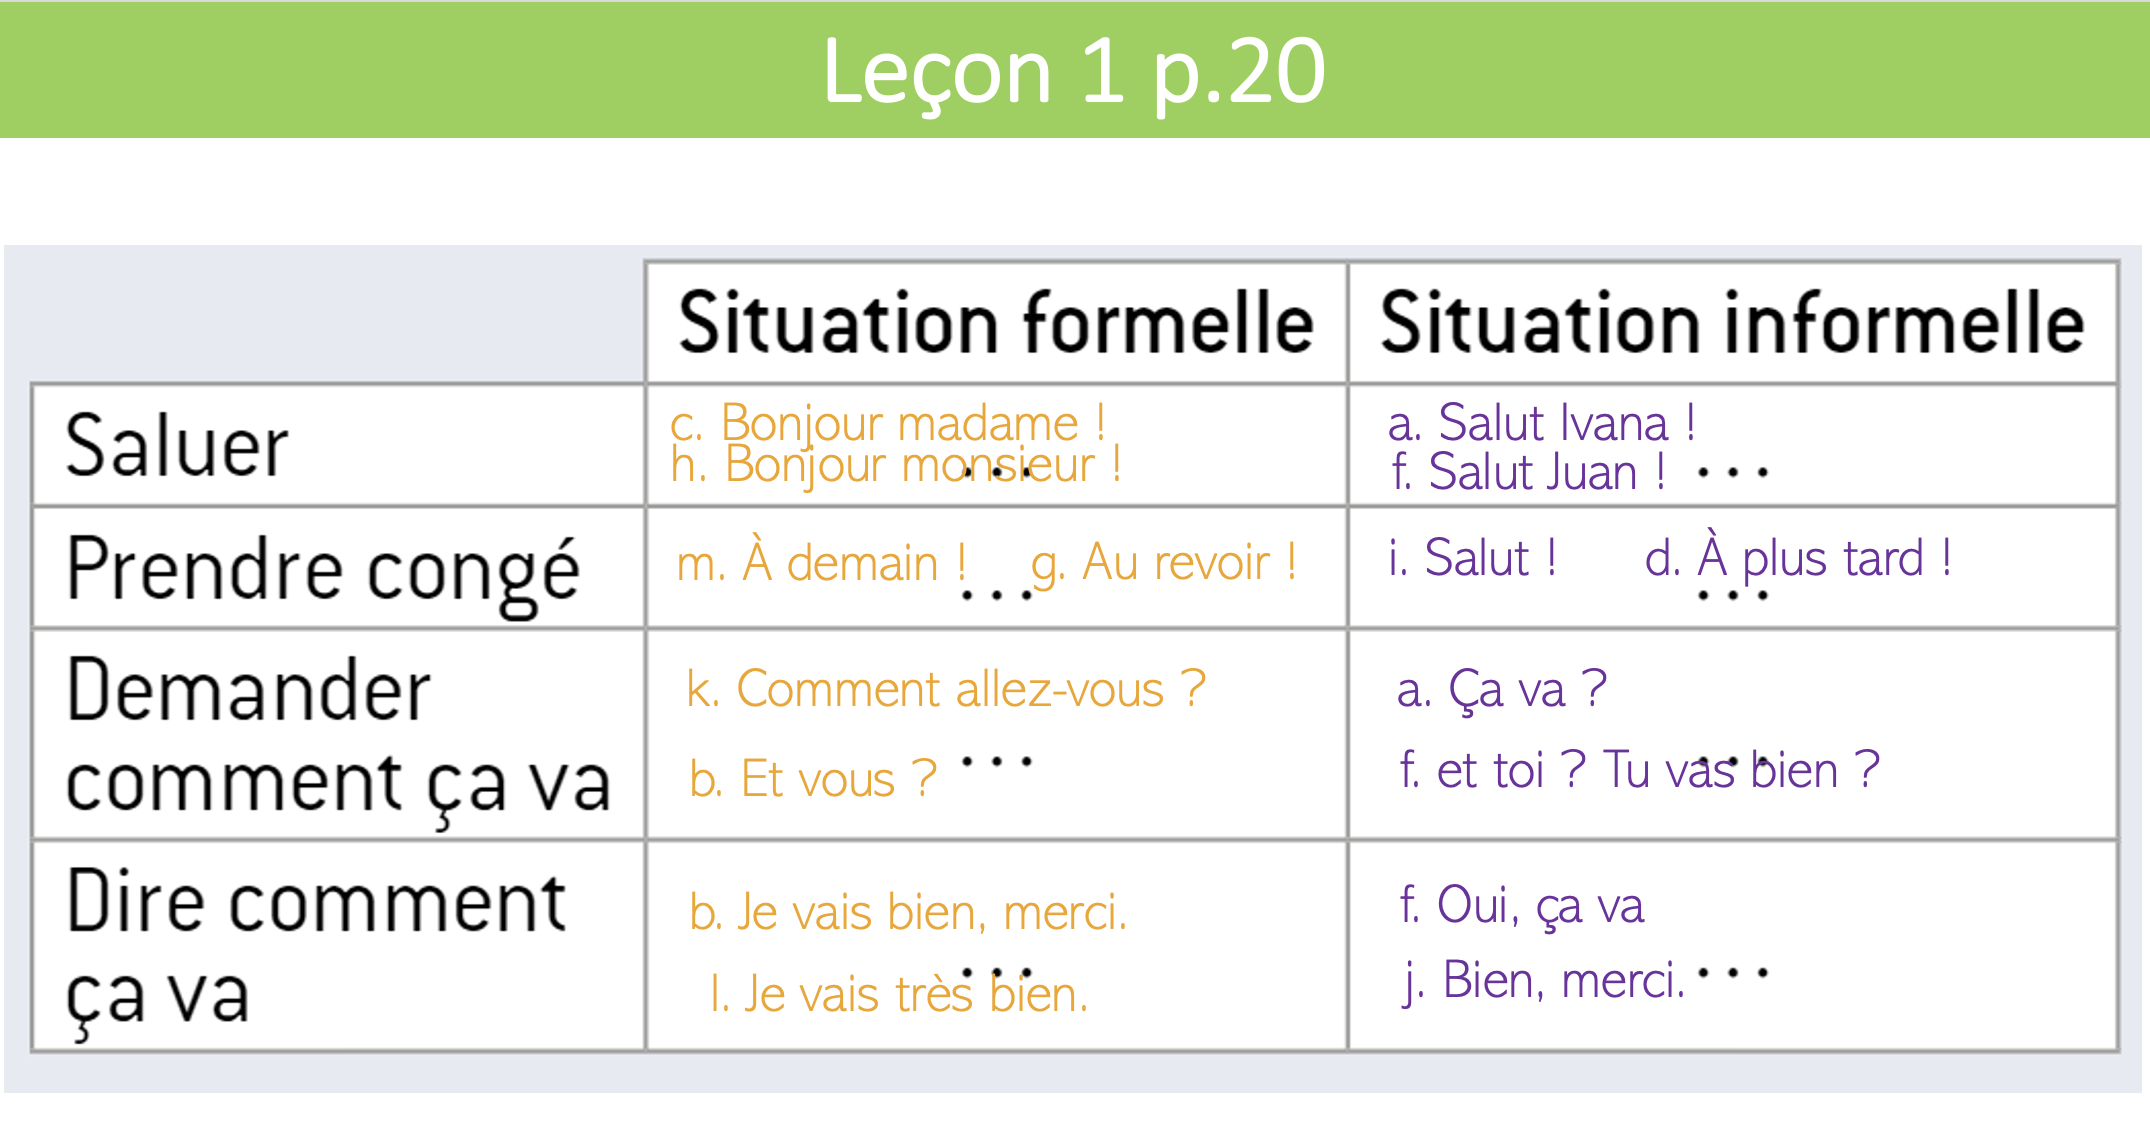 Leçon 1 p.20
Situation formelle Situation informelle
Saluer
c. Bonjour madame !
h. Bonjour monsieur !
...
a. Salut Ivana !
f. Salut Juan ! ...
Prendre congé
m. À demain ! g. Au revoir !
...
i. Salut ! d. À plus tard !
...
Demander
comment ça va
k. Comment allez-vous ?
b. Et vous ? ...
a. Ça va ?
f. et toi ? Tu vas bien ?
...
Dire comment
ça va
b. Je vais bien, merci.
...
l. Je vais très bien.
f. Oui, ça va
j. Bien, merci. ...